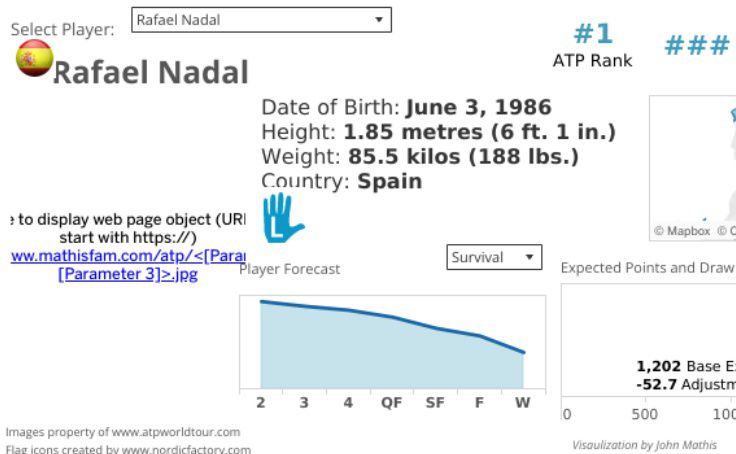 Select Player:
Rafael Nadal
#1
ATP Rank
###
Rafael Nadal
Date of Birth: June 3, 1986
Height: 1.85 metres (6 ft. 1 in.)
Weight: 85.5 kilos (188 lbs.)
Country: Spain
L
e to display web page object (URL
start with https://)
ww.mathisfam.com/atp/<[Para
[Parameter 3]>.jpg
© Mapbox ©
Player Forecast
Survival
Expected Points and Draw
2 3 4 QF SF F W
1,202 Base E
-52.7 Adjustm
0 500 100
Images property of www.atpworldtour.com
Flag icons created by www.nordicfactory.com
Visaulization by John Mathis